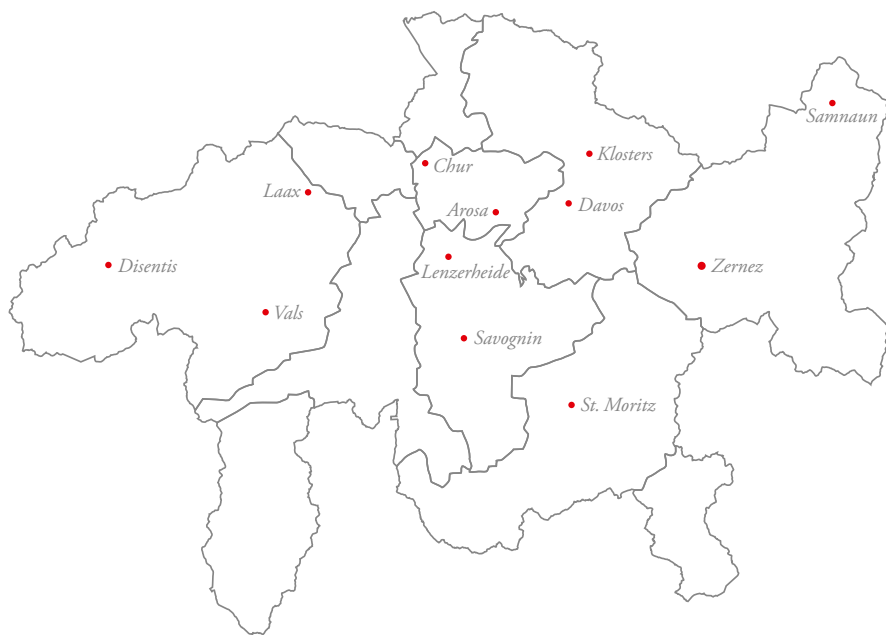 Samnaun
Klosters
Chur
Laax
Davos
Arosa
Disentis
Zernez
Lenzerheide
Vals
Savognin
St. Moritz